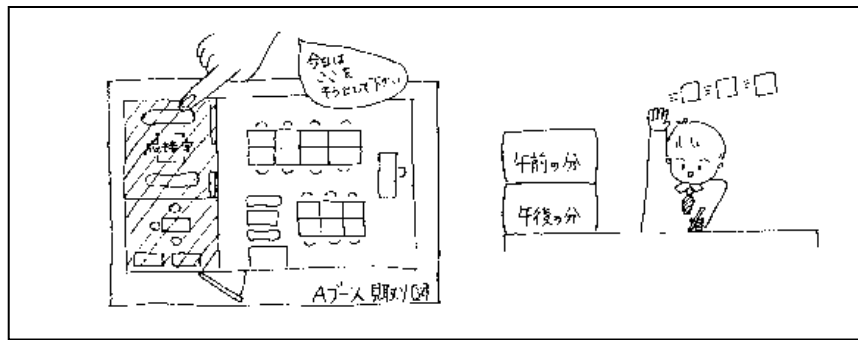 今日は
ここを
そうじして下さい
応接室
Aブース見取り図
午前の分
午後の分